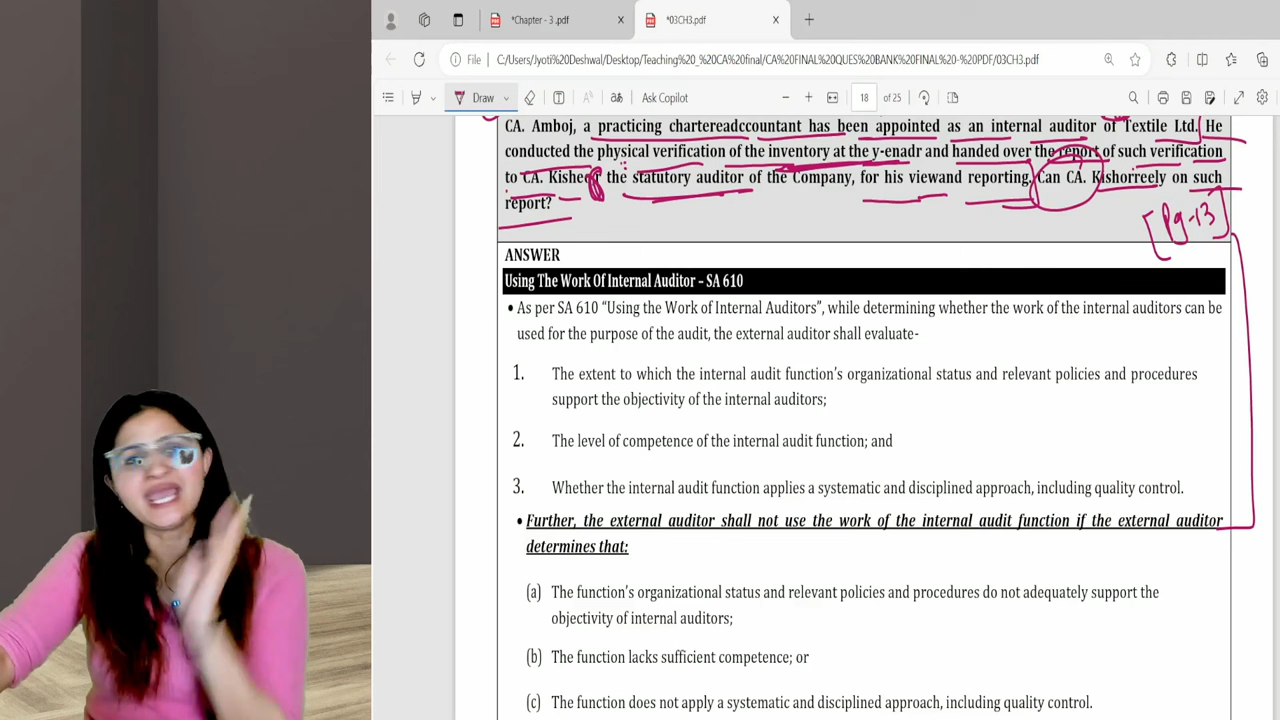 *Chapter - 3 .pdf
*03CH3.pdf
File
C:/Users/Jyoti%20Deshwal/Desktop/Teaching%20_%20CA%20final/CA%20FINAL%20QUES%20BANK%20FINAL%20-%20PDF/03CH3.pdf
Draw
Ask Copilot
18 of 25
CA. Amboj, a practing chartereadccountant has been appointed as an internal auditor of Textile Ltd. He
conducted the physical verification of the inventory at the y-enadr and handed over the report of such verification
to CA. the statutory auditor of the Company, for his viewand reporting. Can CA. Kishorreely on such
report?
[Pg-13]
ANSWER
Using The Work Of Internal Auditor – SA 610
• As per SA 610 “Using the Work of Internal Auditors”, while determining whether the work of the internal auditors can be
used for the purpose of the audit, the external auditor shall evaluate-
1. The extent to which the internal audit function’s organizational status and relevant policies and procedures
support the objectivity of the internal auditors;
2. The level of competence of the internal audit function; and
3. Whether the internal audit function applies a systematic and disciplined approach, including quality control.
• Further, the external auditor shall not use the work of the internal audit function if the external auditor
determines that:
(a) The function’s organizational status and relevant policies and procedures do not adequately support the
objectivity of internal auditors;
(b) The function lacks sufficient competence; or
(c) The function does not apply a systematic and disciplined approach, including quality control.